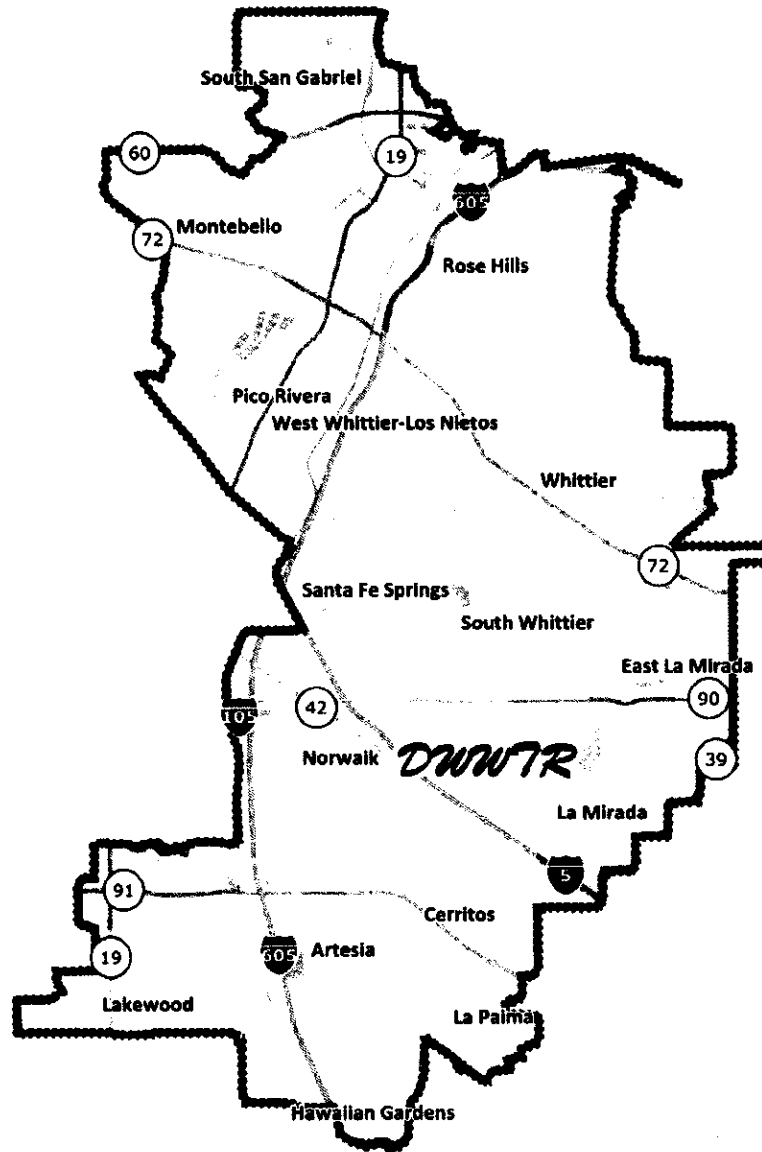 South San Gabriel
60
19
605
Montebello
72
Rose Hills
Pico Rivera
West Whittier-Los Nietos
Whittier
72
Santa Fe Springs
South Whittier
East La Mirada
90
105
42
Norwalk
DWWTR
39
La Mirada
5
91
Cerritos
19
605
Artesia
Lakewood
La Palma
Hawaiian Gardens